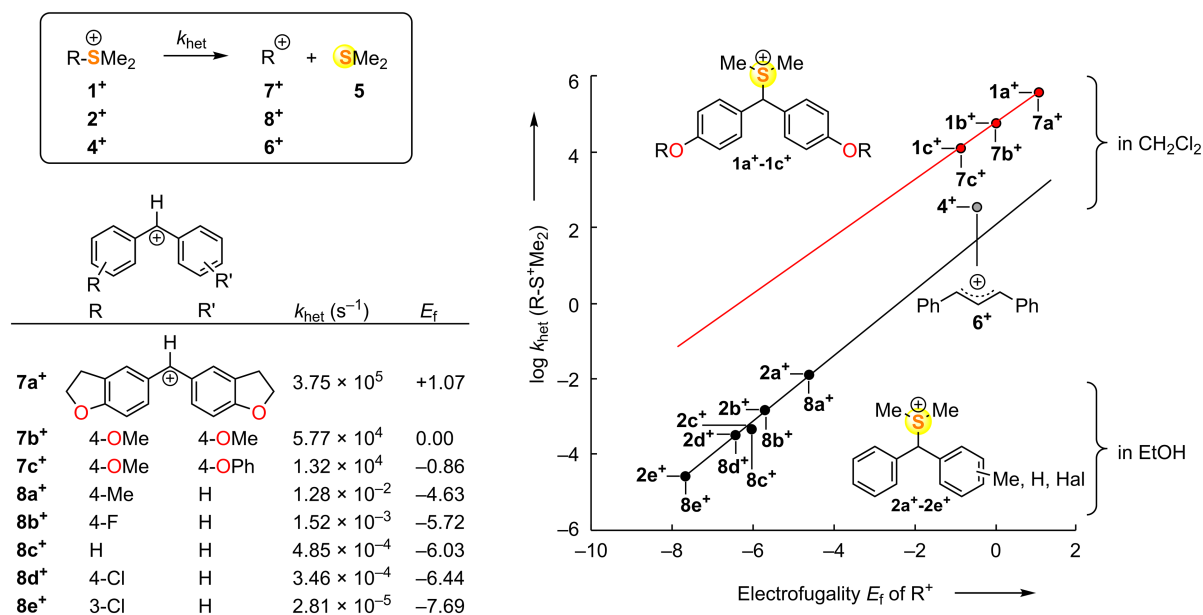 ⊕
R-SMe₂ k_het R⊕ + SMe₂
1⁺ 7⁺ 5
2⁺ 8⁺
4⁺ 6⁺
H
⊕
R R'
R R' k_het (s⁻¹) E_f
H
⊕
7a⁺ O O 3.75 × 10⁵ +1.07
7b⁺ 4-OMe 4-OMe 5.77 × 10⁴ 0.00
7c⁺ 4-OMe 4-OPh 1.32 × 10⁴ –0.86
8a⁺ 4-Me H 1.28 × 10⁻² –4.63
8b⁺ 4-F H 1.52 × 10⁻³ –5.72
8c⁺ H H 4.85 × 10⁻⁴ –6.03
8d⁺ 4-Cl H 3.46 × 10⁻⁴ –6.44
8e⁺ 3-Cl H 2.81 × 10⁻⁵ –7.69
log k_het (R-S⁺Me₂)
6
4
2
0
–2
–4
–6
–10 –8 –6 –4 –2 0 2
Electrofugality E_f of R⁺
⊕
Me S Me
RO OR
1a⁺-1c⁺
1a⁺
7a⁺
1b⁺
7b⁺
1c⁺
7c⁺
in CH₂Cl₂
4⁺
⊕
Ph Ph
6⁺
2a⁺
8a⁺
2b⁺
8b⁺
2c⁺
8c⁺
2d⁺
8d⁺
2e⁺
8e⁺
⊕
Me S Me
Me, H, Hal
2a⁺-2e⁺
in EtOH